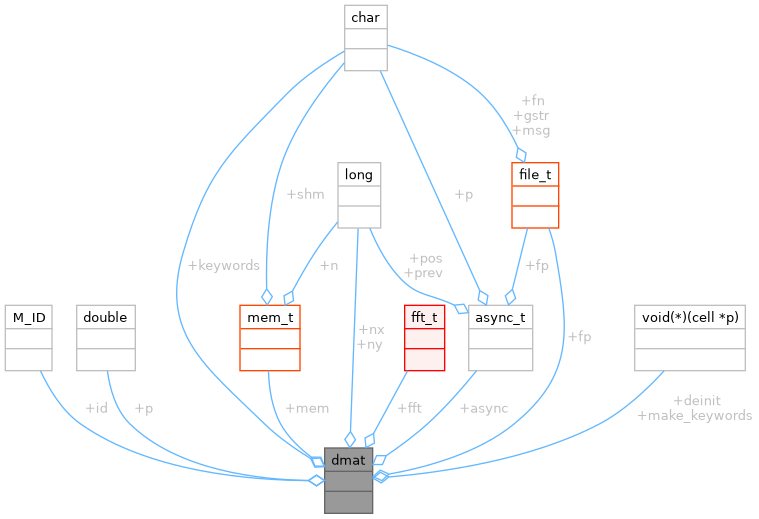 char
+fn
+gstr
+msg
long
file_t
+shm
+p
+keywords
+n
+pos
+prev
+fp
M_ID
double
mem_t
fft_t
async_t
void(*)(cell *p)
+nx
+ny
+fp
+id
+p
+mem
+fft
+async
+deinit
+make_keywords
dmat